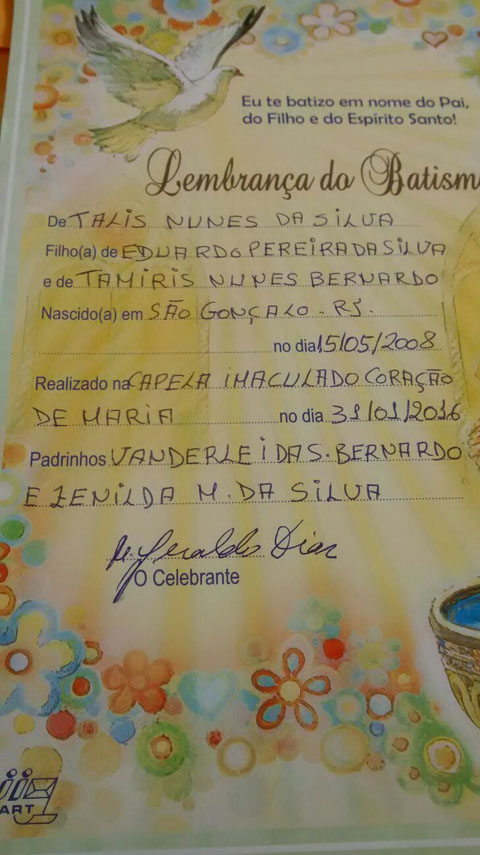 Eu te batizo em nome do Pai,
do Filho e do Espírito Santo!
Lembrança do Batism
De TALIS NUNES DA SILVA
Filho(a) de EDUARDO PEREIRA DA SILVA
e de TAMIRIS NUNES BERNARDO
Nascido(a) em SÃO GONÇALO - RJ.
no dia 15/05/2008
Realizado na CAPELA IMACULADO CORAÇÃO
DE MARIA no dia 31/01/2016
Padrinhos VANDERLEI DA S. BERNARDO
E ZENILDA M. DA SILVA
Geraldo Dias
O Celebrante
ART